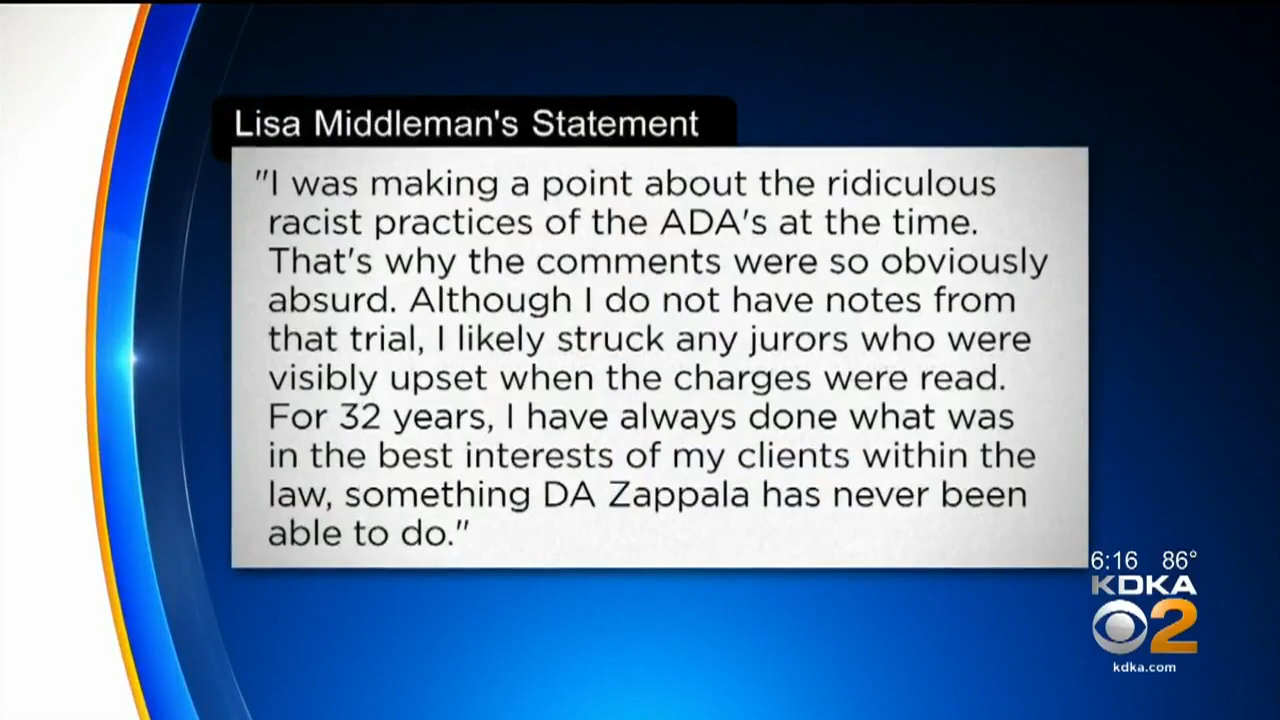 Lisa Middleman's Statement
"I was making a point about the ridiculous
racist practices of the ADA's at the time.
That's why the comments were so obviously
absurd. Although I do not have notes from
that trial, I likely struck any jurors who were
visibly upset when the charges were read.
For 32 years, I have always done what was
in the best interests of my clients within the
law, something DA Zappala has never been
able to do."
6:16 86°
KDKA
2
kdka.com